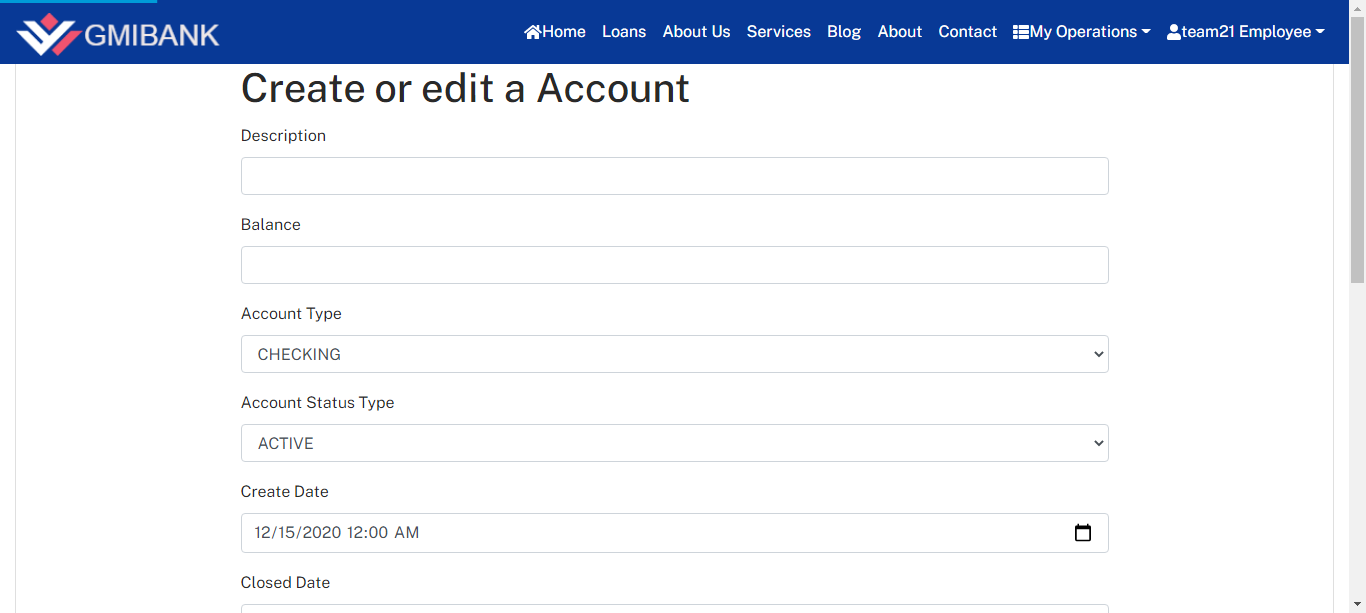 GMIBANK
Home Loans About Us Services Blog About Contact My Operations team21 Employee
Create or edit a Account
Description
Balance
Account Type
CHECKING
Account Status Type
ACTIVE
Create Date
12/15/2020 12:00 AM
Closed Date